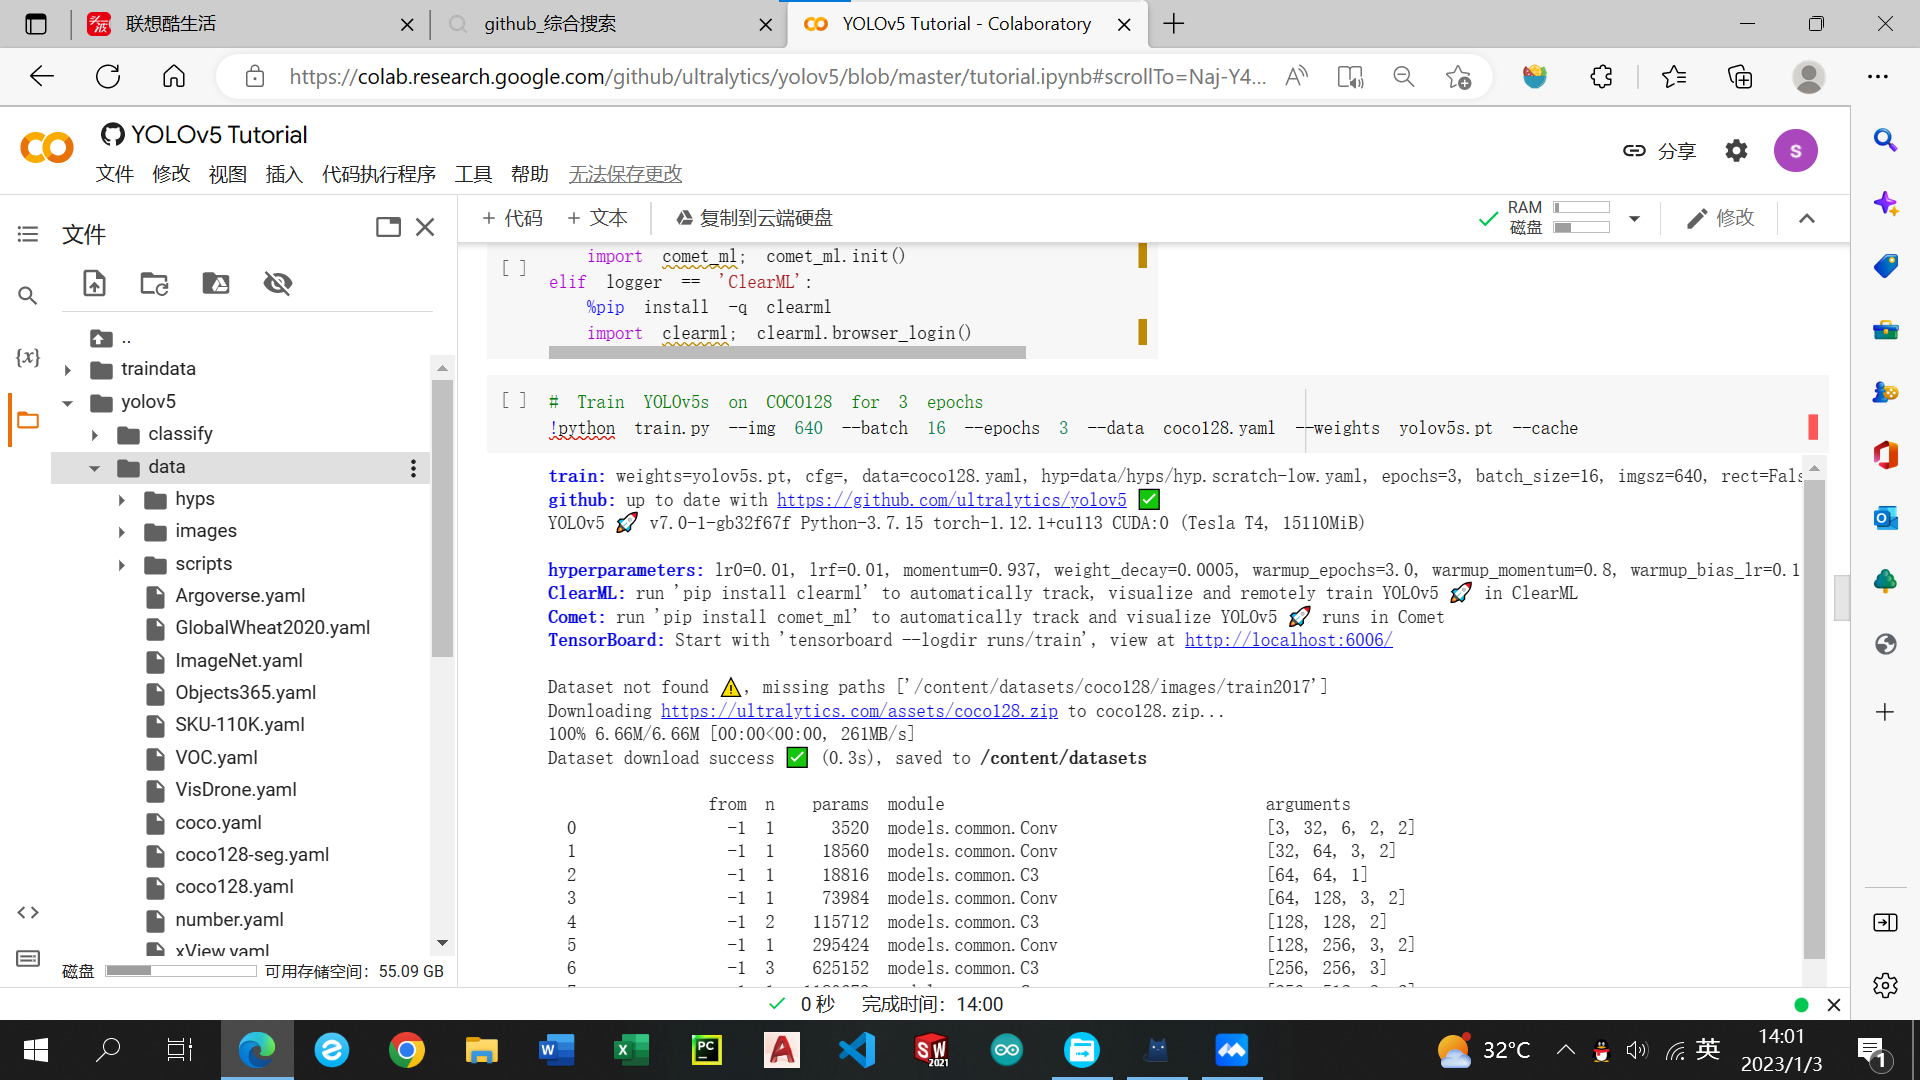 联想酷生活
github_综合搜索
YOLOv5 Tutorial - Colaboratory
https://colab.research.google.com/github/ultralytics/yolov5/blob/master/tutorial.ipynb#scrollTo=Naj-Y4...
YOLOv5 Tutorial
文件 修改 视图 插入 代码执行程序 工具 帮助 无法保存更改
分享
S
文件
+ 代码 + 文本 复制到云端硬盘
RAM
磁盘
修改
..
traindata
yolov5
classify
data
hyps
images
scripts
Argoverse.yaml
GlobalWheat2020.yaml
ImageNet.yaml
Objects365.yaml
SKU-110K.yaml
VOC.yaml
VisDrone.yaml
coco.yaml
coco128-seg.yaml
coco128.yaml
number.yaml
xView.yaml
磁盘 可用存储空间: 55.09 GB
import comet_ml; comet_ml.init()
[ ]
elif logger == 'ClearML':
%pip install -q clearml
import clearml; clearml.browser_login()
[ ] # Train YOLOv5s on COCO128 for 3 epochs
!python train.py --img 640 --batch 16 --epochs 3 --data coco128.yaml --weights yolov5s.pt --cache
train: weights=yolov5s.pt, cfg=, data=coco128.yaml, hyp=data/hyps/hyp.scratch-low.yaml, epochs=3, batch_size=16, imgsz=640, rect=Fals
github: up to date with https://github.com/ultralytics/yolov5 ✅
YOLOv5 🚀 v7.0-1-gb32f67f Python-3.7.15 torch-1.12.1+cu113 CUDA:0 (Tesla T4, 15110MiB)
hyperparameters: lr0=0.01, lrf=0.01, momentum=0.937, weight_decay=0.0005, warmup_epochs=3.0, warmup_momentum=0.8, warmup_bias_lr=0.1
ClearML: run 'pip install clearml' to automatically track, visualize and remotely train YOLOv5 🚀 in ClearML
Comet: run 'pip install comet_ml' to automatically track and visualize YOLOv5 🚀 runs in Comet
TensorBoard: Start with 'tensorboard --logdir runs/train', view at http://localhost:6006/
Dataset not found ⚠️, missing paths ['/content/datasets/coco128/images/train2017']
Downloading https://ultralytics.com/assets/coco128.zip to coco128.zip...
100% 6.66M/6.66M [00:00<00:00, 261MB/s]
Dataset download success ✅ (0.3s), saved to /content/datasets
from n params module arguments
0 -1 1 3520 models.common.Conv [3, 32, 6, 2, 2]
1 -1 1 18560 models.common.Conv [32, 64, 3, 2]
2 -1 1 18816 models.common.C3 [64, 64, 1]
3 -1 1 73984 models.common.Conv [64, 128, 3, 2]
4 -1 2 115712 models.common.C3 [128, 128, 2]
5 -1 1 295424 models.common.Conv [128, 256, 3, 2]
6 -1 3 625152 models.common.C3 [256, 256, 3]
0 秒 完成时间: 14:00
32°C
英
14:01
2023/1/3
1